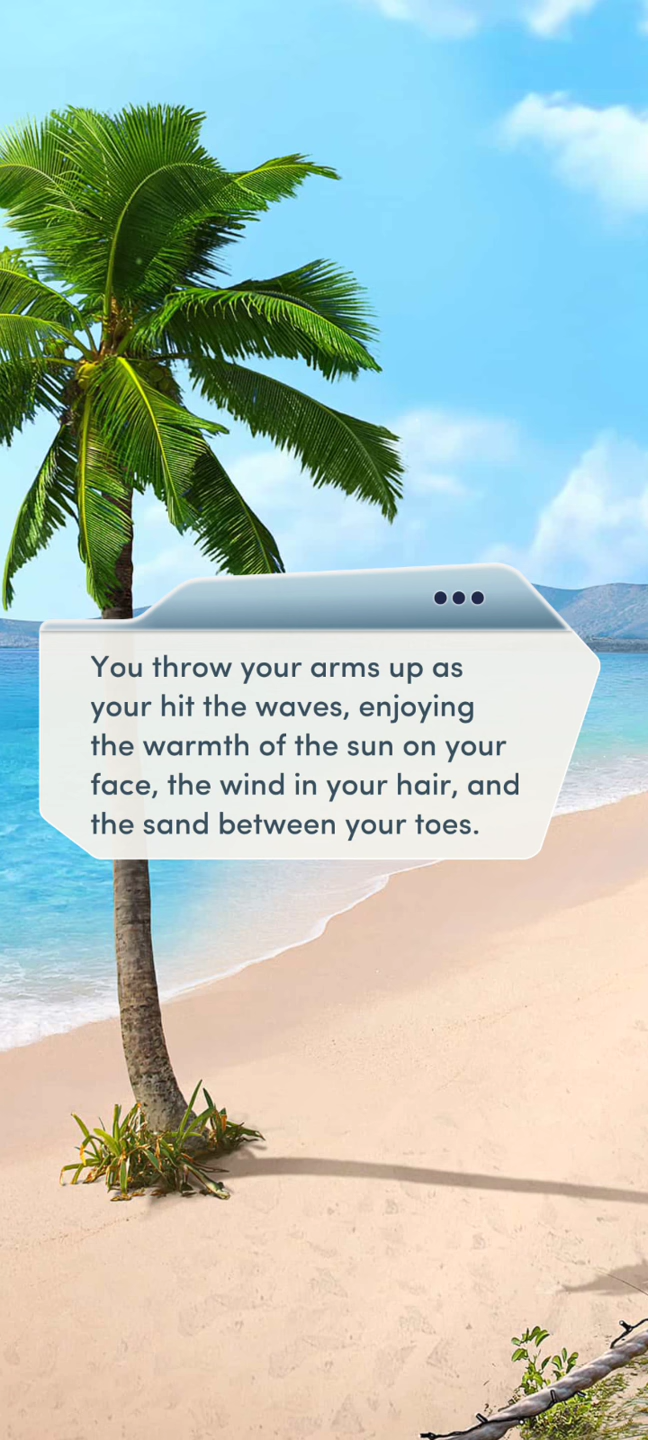 You throw your arms up as
your hit the waves, enjoying
the warmth of the sun on your
face, the wind in your hair, and
the sand between your toes.